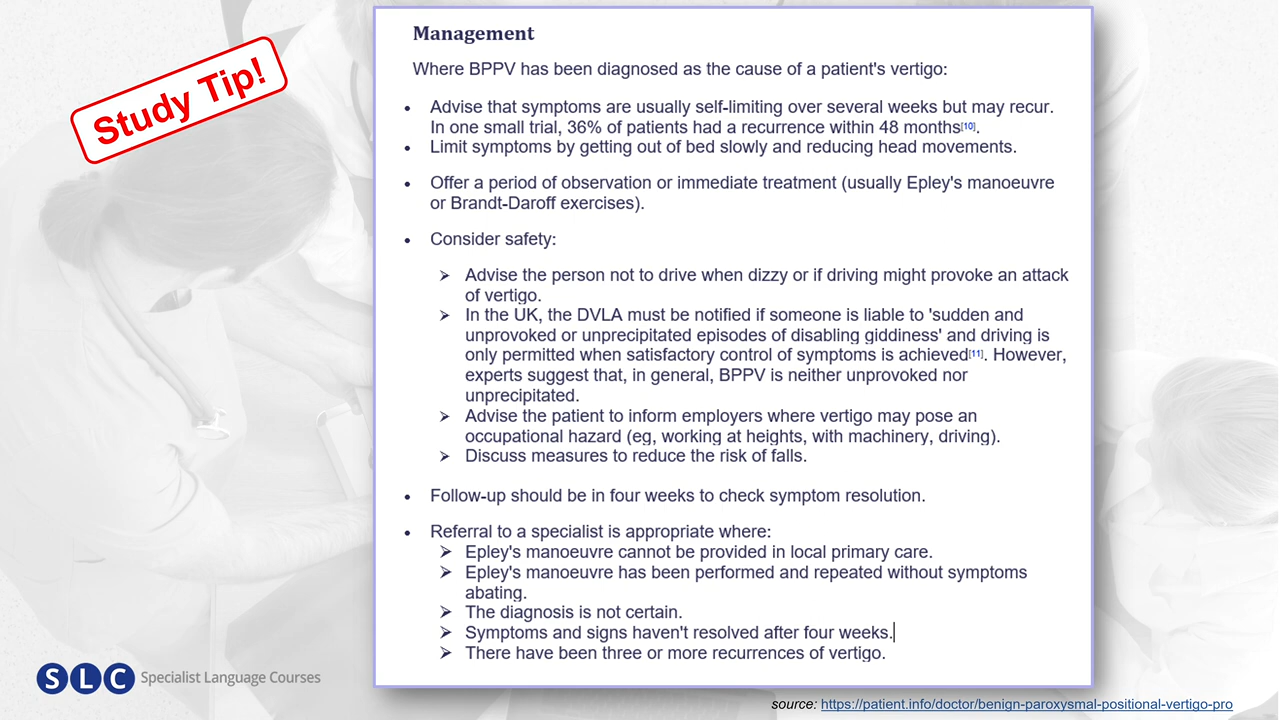 Study Tip!
Management
Where BPPV has been diagnosed as the cause of a patient's vertigo:
• Advise that symptoms are usually self-limiting over several weeks but may recur.
In one small trial, 36% of patients had a recurrence within 48 months[10].
• Limit symptoms by getting out of bed slowly and reducing head movements.
• Offer a period of observation or immediate treatment (usually Epley's manoeuvre
or Brandt-Daroff exercises).
• Consider safety:
➢ Advise the person not to drive when dizzy or if driving might provoke an attack
of vertigo.
➢ In the UK, the DVLA must be notified if someone is liable to 'sudden and
unprovoked or unprecipitated episodes of disabling giddiness' and driving is
only permitted when satisfactory control of symptoms is achieved[11]. However,
experts suggest that, in general, BPPV is neither unprovoked nor
unprecipitated.
➢ Advise the patient to inform employers where vertigo may pose an
occupational hazard (eg, working at heights, with machinery, driving).
➢ Discuss measures to reduce the risk of falls.
• Follow-up should be in four weeks to check symptom resolution.
• Referral to a specialist is appropriate where:
➢ Epley's manoeuvre cannot be provided in local primary care.
➢ Epley's manoeuvre has been performed and repeated without symptoms
abating.
➢ The diagnosis is not certain.
➢ Symptoms and signs haven't resolved after four weeks.
➢ There have been three or more recurrences of vertigo.
SLC Specialist Language Courses
source: https://patient.info/doctor/benign-paroxysmal-positional-vertigo-pro